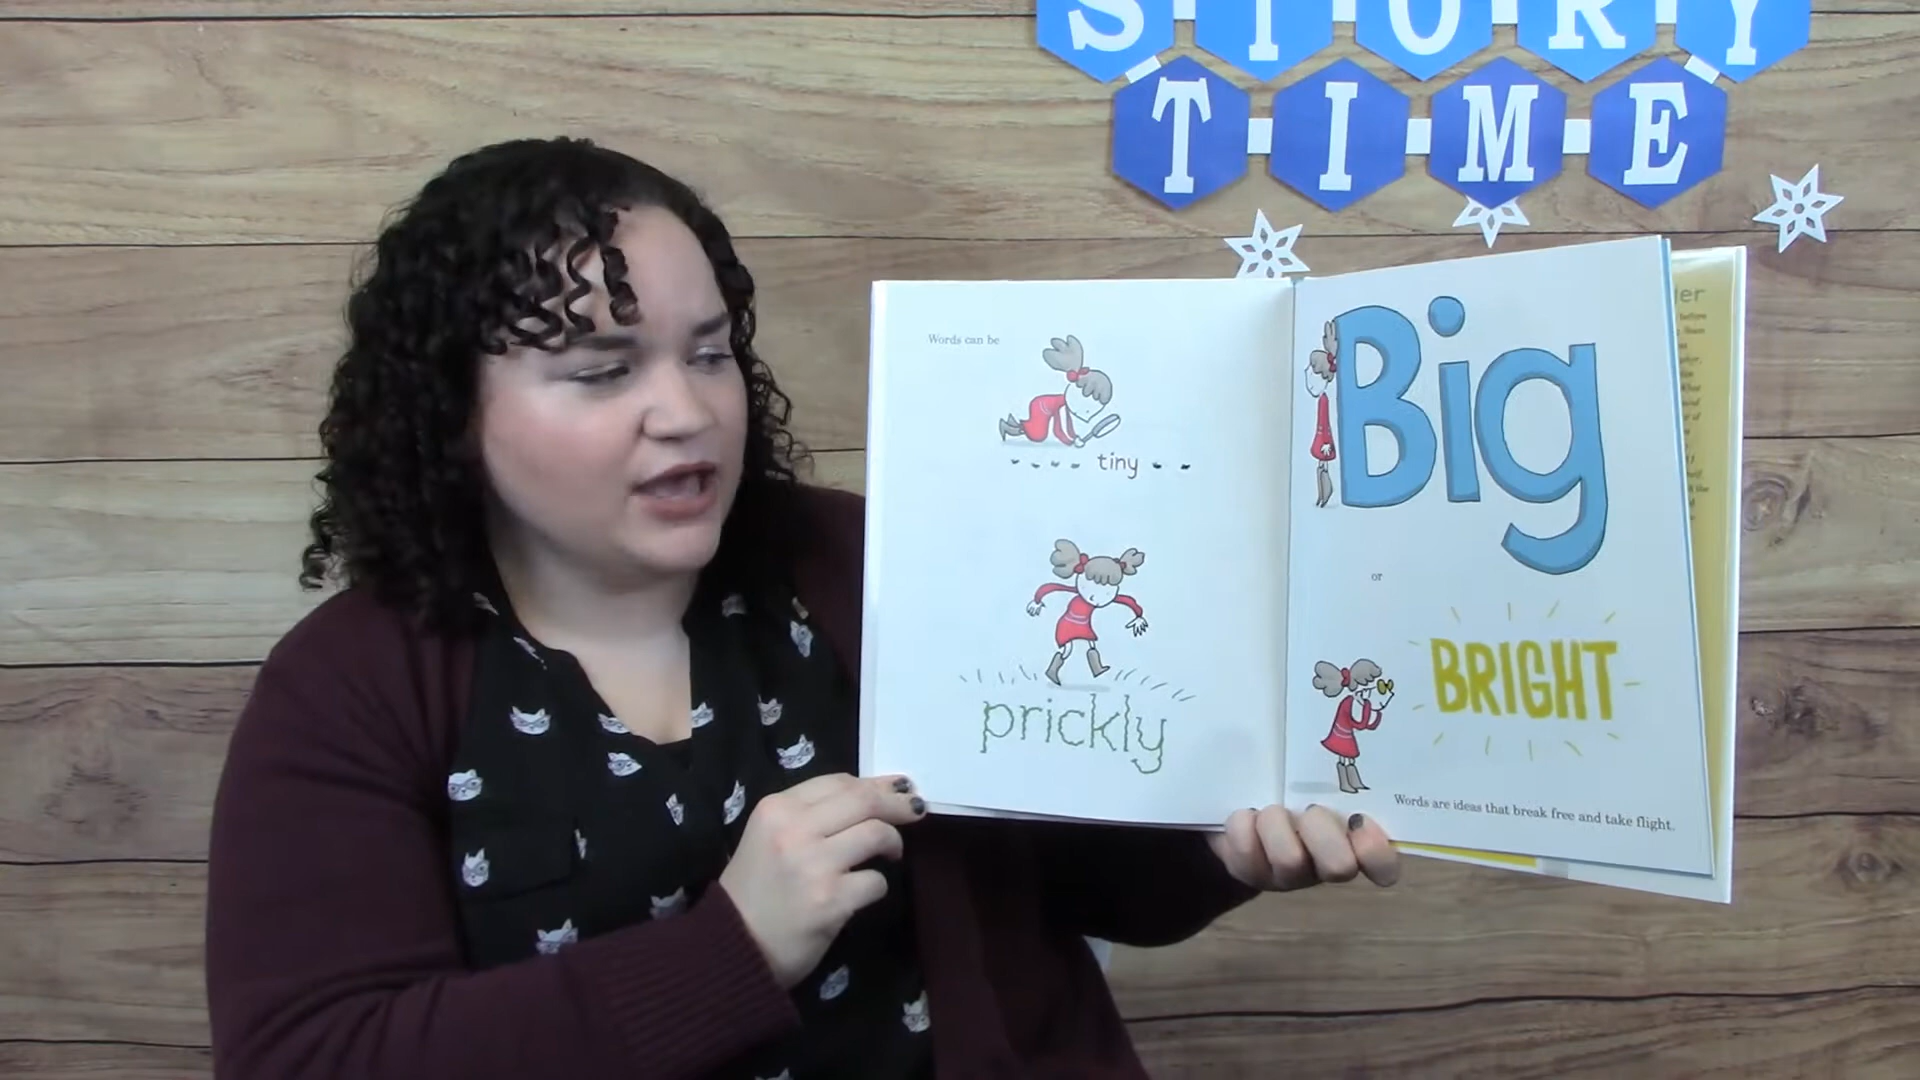 STORY
TIME
Words can be
tiny
prickly
Big
or
BRIGHT
Words are ideas that break free and take flight.